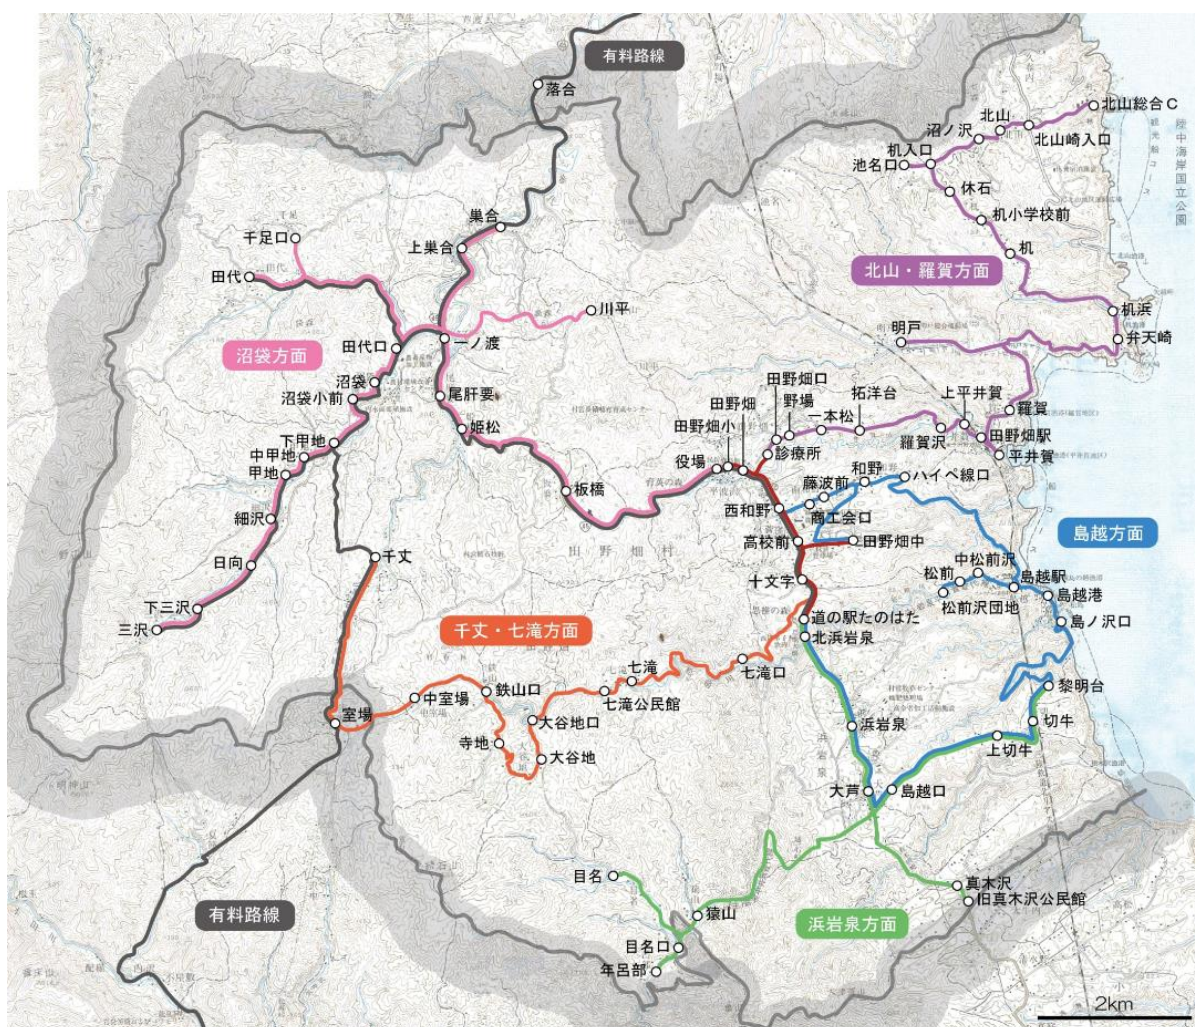 有料路線
落合
北山総合C
北山
沼ノ沢
北山崎入口
机入口
池名口
陸中海岸国立公園
休石
巣合
机小学校前
千足口
上巣合
机
田代
北山・羅賀方面
川平
机浜
明戸
弁天崎
一ノ渡
田代口
沼袋方面
沼袋
田野畑口
拓洋台
上平井賀
沼袋小前
尾肝要
田野畑
野場
一本松
羅賀
田野畑小
姫松
下甲地
羅賀沢
田野畑駅
中甲地
役場
診療所
平井賀
甲地
藤波前
和野
ハイペ線口
板橋
西和野
商工会口
細沢
島越方面
田野畑村
高校前
田野畑中
千丈
中松前沢
日向
十文字
松前
島越駅
島越港
下三沢
松前沢団地
三沢
道の駅たのはた
島ノ沢口
千丈・七滝方面
北浜岩泉
七滝
七滝口
鉄山口
黎明台
中室場
七滝公民館
室場
大谷地口
浜岩泉
切牛
寺地
上切牛
大谷地
大芦
島越口
目名
真木沢
旧真木沢公民館
有料路線
猿山
浜岩泉方面
目名口
年呂部
2km